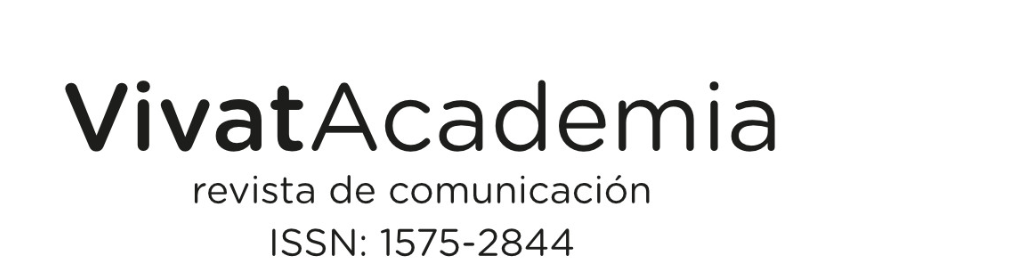 VivatAcademia
revista de comunicación
ISSN: 1575-2844